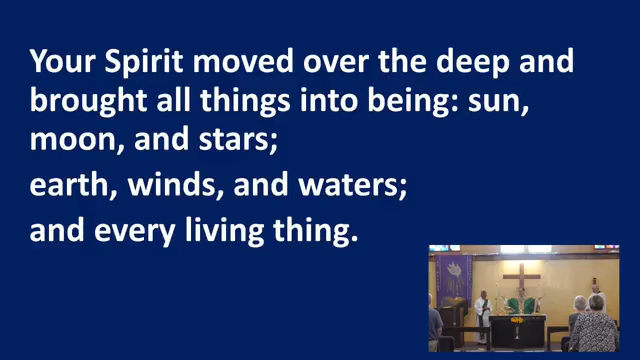 Your Spirit moved over the deep and
brought all things into being: sun,
moon, and stars;
earth, winds, and waters;
and every living thing.